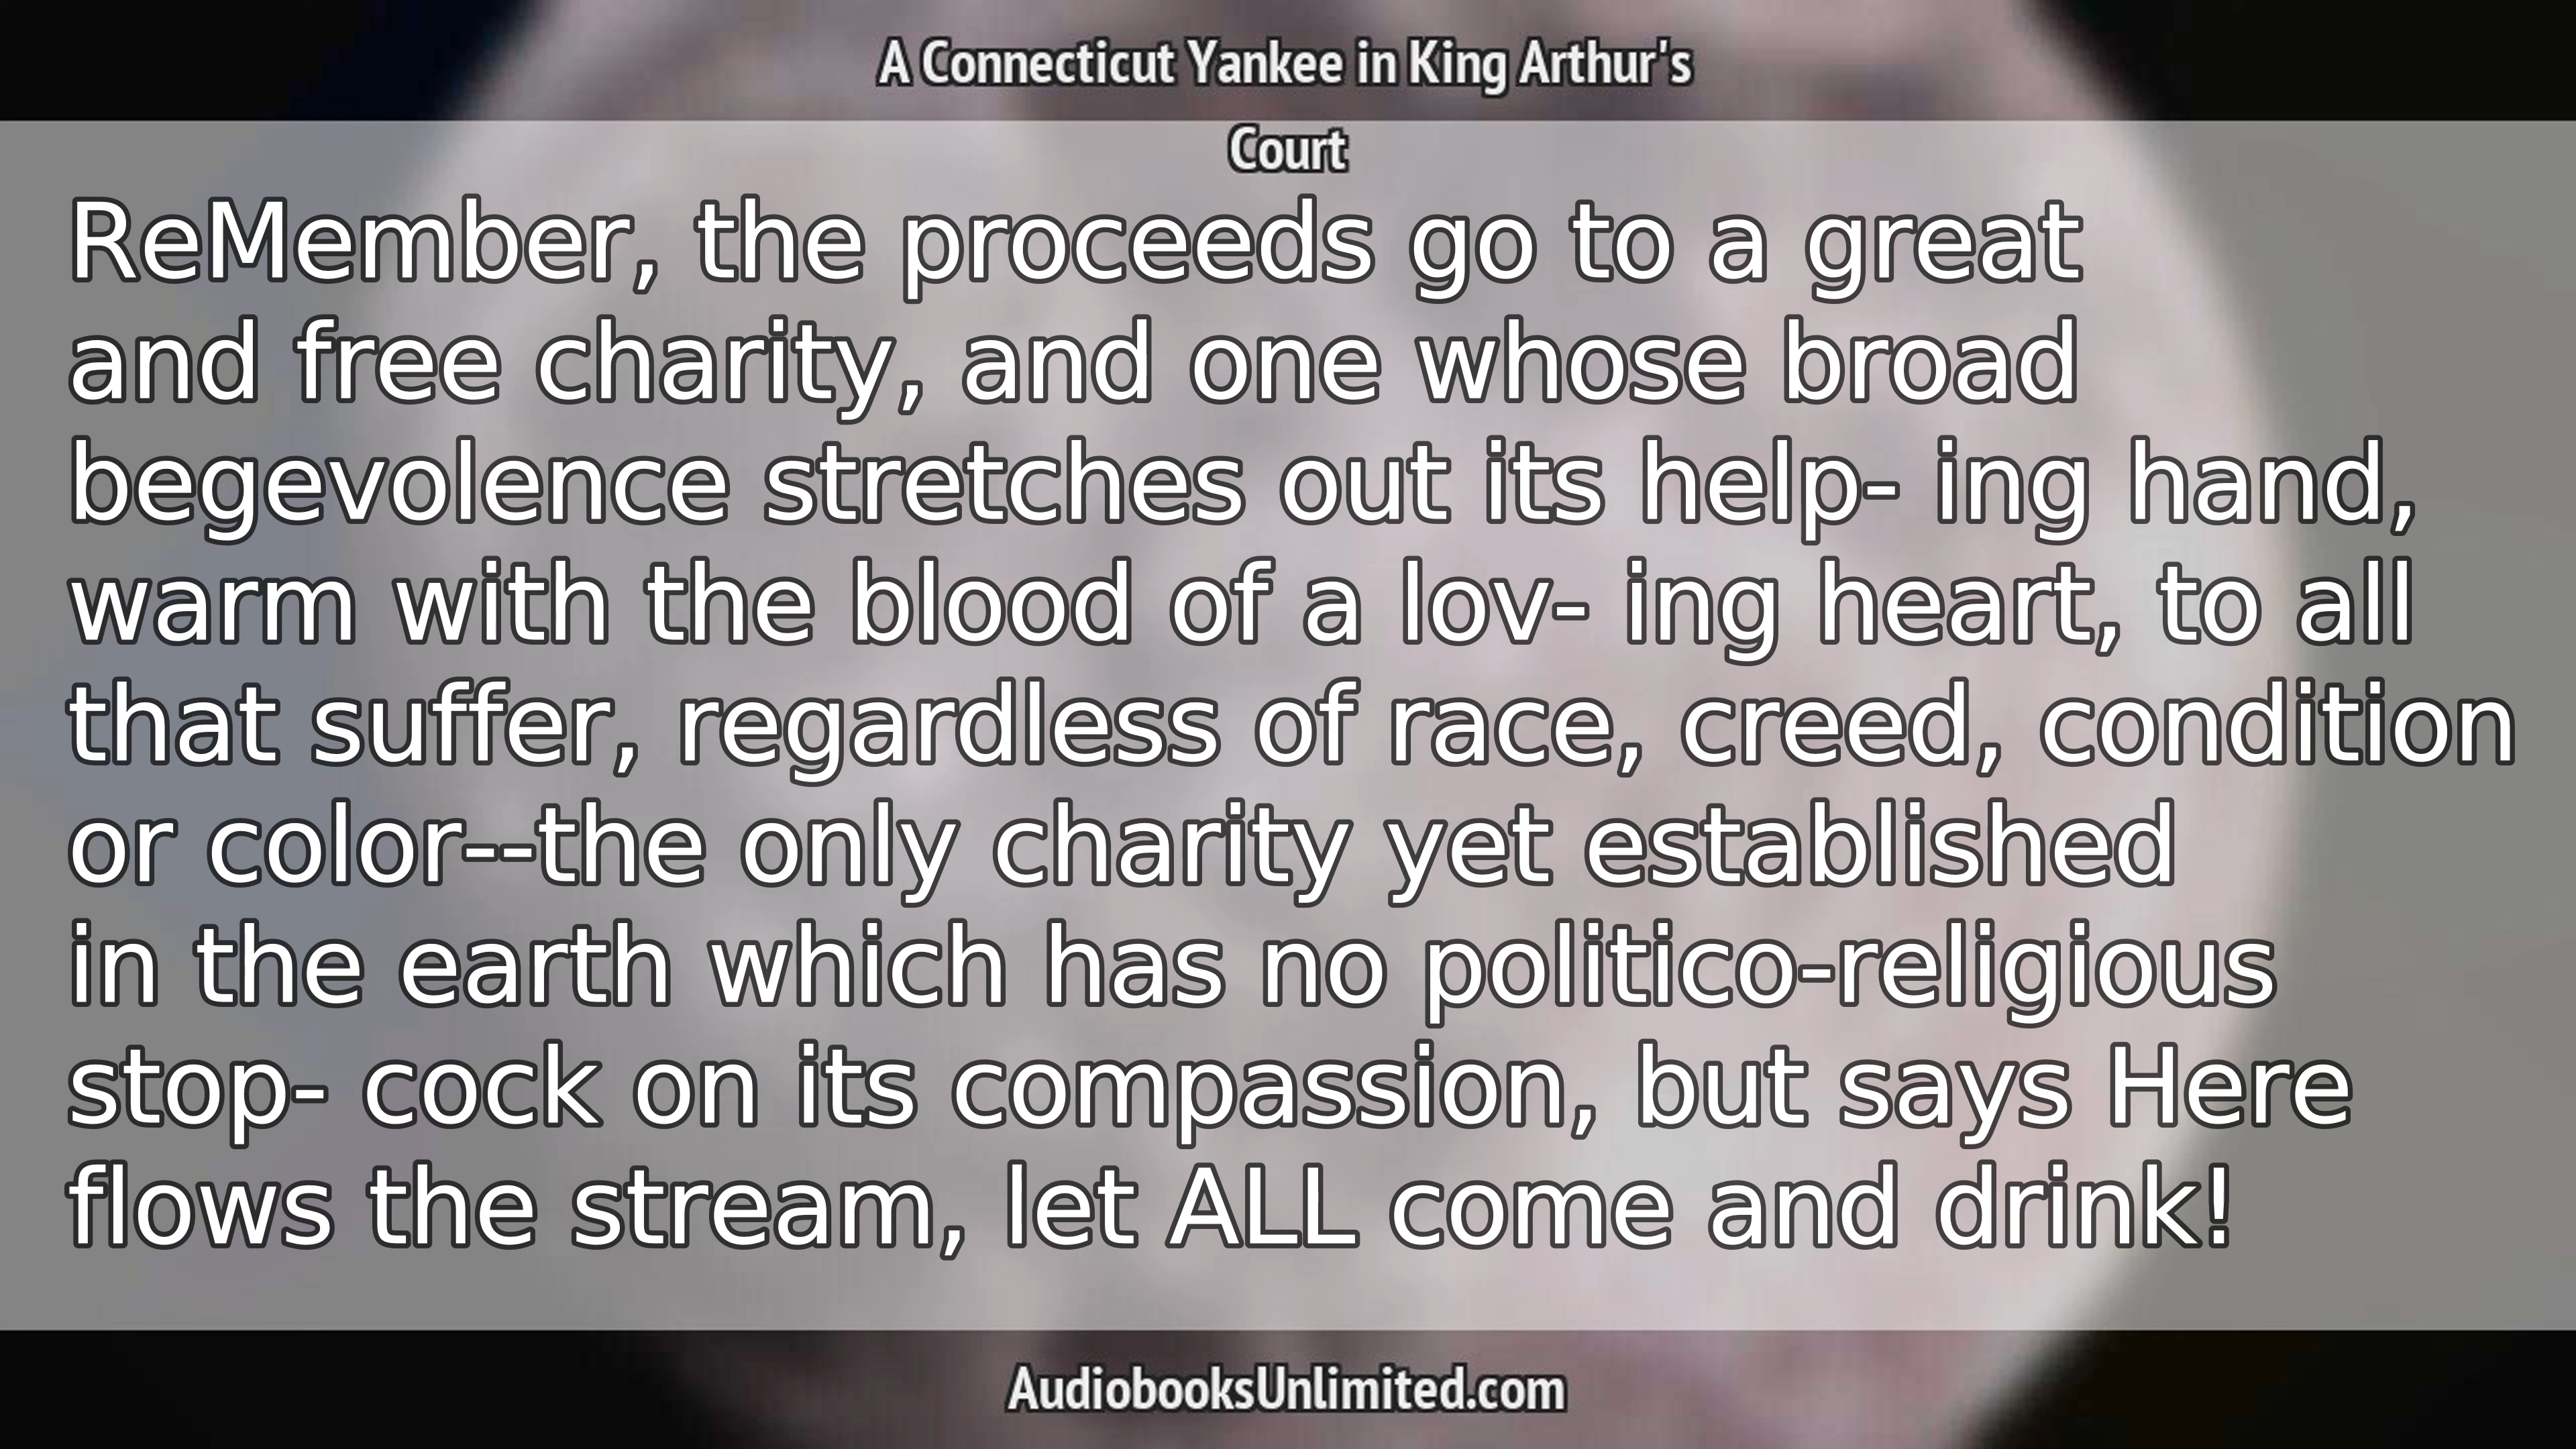 A Connecticut Yankee in King Arthur's
Court
ReMember, the proceeds go to a great
and free charity, and one whose broad
begevolence stretches out its help- ing hand,
warm with the blood of a lov- ing heart, to all
that suffer, regardless of race, creed, condition
or color--the only charity yet established
in the earth which has no politico-religious
stop- cock on its compassion, but says Here
flows the stream, let ALL come and drink!
AudiobooksUnlimited.com